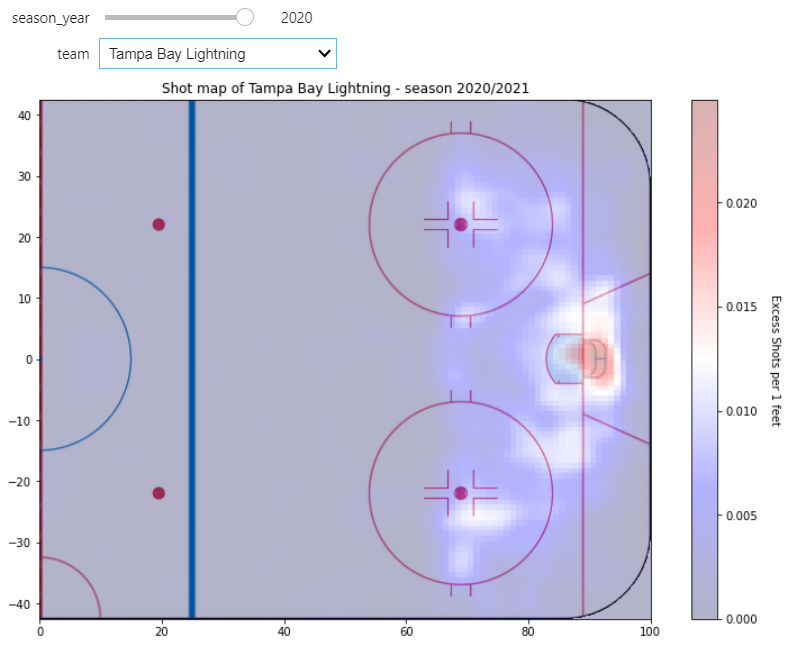 season_year 2020
team Tampa Bay Lightning
Shot map of Tampa Bay Lightning - season 2020/2021
40
30
20
10
0
−10
−20
−30
−40
0 20 40 60 80 100
0.020
0.015
0.010
0.005
0.000
Excess Shots per 1 feet